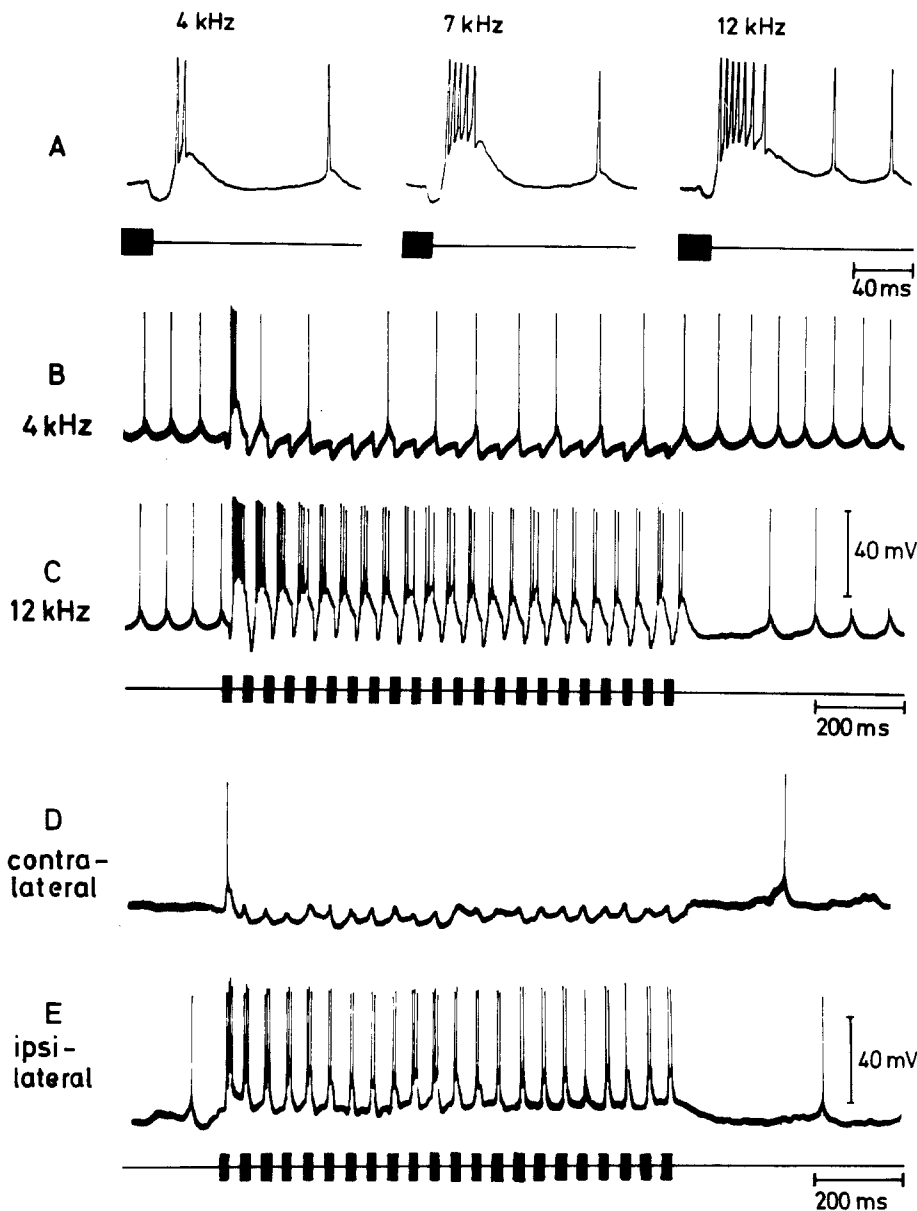 4 kHz 7 kHz 12 kHz
A
40 ms
B
4 kHz
C
12 kHz
40 mV
200 ms
D
contra-
lateral
E
ipsi-
lateral
40 mV
200 ms